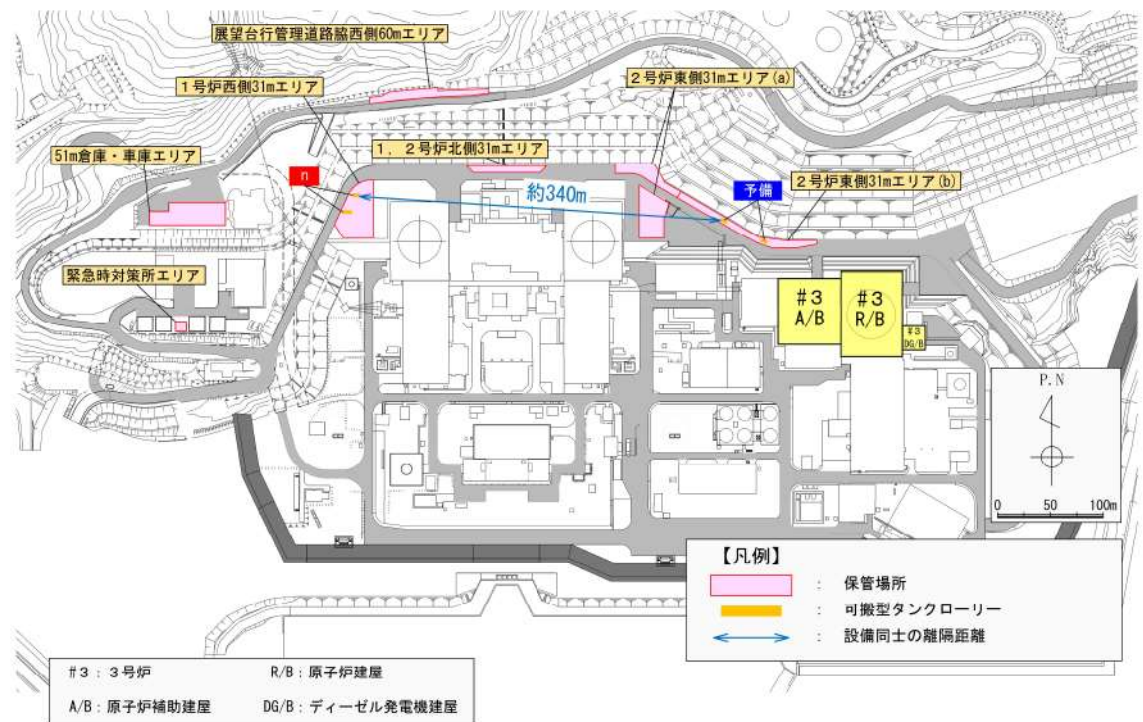 展望台行管理道路脇西側60mエリア
1号炉西側31mエリア
2号炉東側31mエリア(a)
1.2号炉北側31mエリア
51m倉庫・車庫エリア
n
約340m
予備
2号炉東側31mエリア(b)
緊急時対策所エリア
#3
A/B
#3
R/B
#3
DG/B
P.N
0 50 100m
【凡例】
: 保管場所
: 可搬型タンクローリー
: 設備同士の離隔距離
#3:3号炉 R/B:原子炉建屋
A/B:原子炉補助建屋 DG/B:ディーゼル発電機建屋